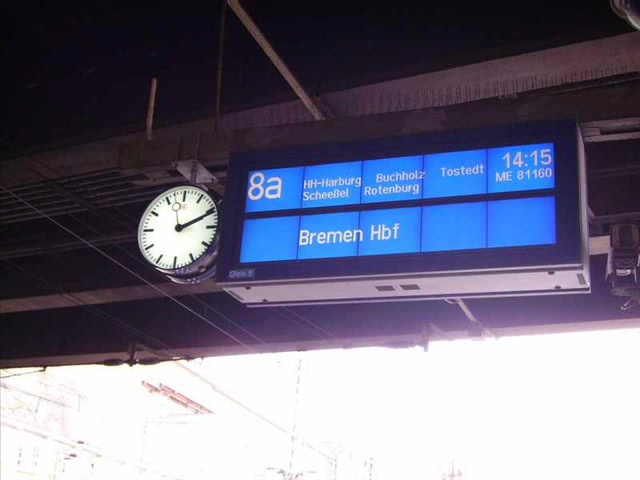 8a HH-Harburg Buchholz Tostedt 14:15
Scheeßel Rotenburg ME 81160
Bremen Hbf
Gleis 8